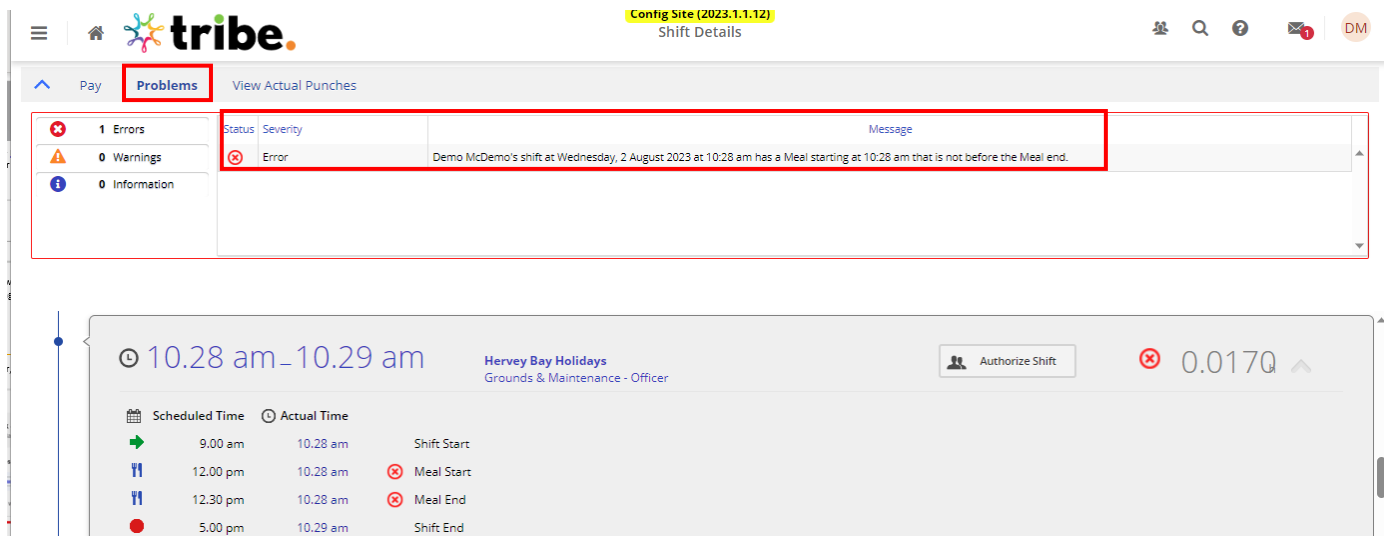 Config Site (2023.1.1.12)
tribe.
Shift Details
1
DM
Pay Problems View Actual Punches
1 Errors
0 Warnings
0 Information
Status Severity Message
Error Demo McDemo's shift at Wednesday, 2 August 2023 at 10:28 am has a Meal starting at 10:28 am that is not before the Meal end.
10.28 am – 10.29 am
Hervey Bay Holidays
Grounds & Maintenance - Officer
Authorize Shift
0.0170 h
Scheduled Time Actual Time
9.00 am 10.28 am Shift Start
12.00 pm 10.28 am Meal Start
12.30 pm 10.28 am Meal End
5.00 pm 10.29 am Shift End